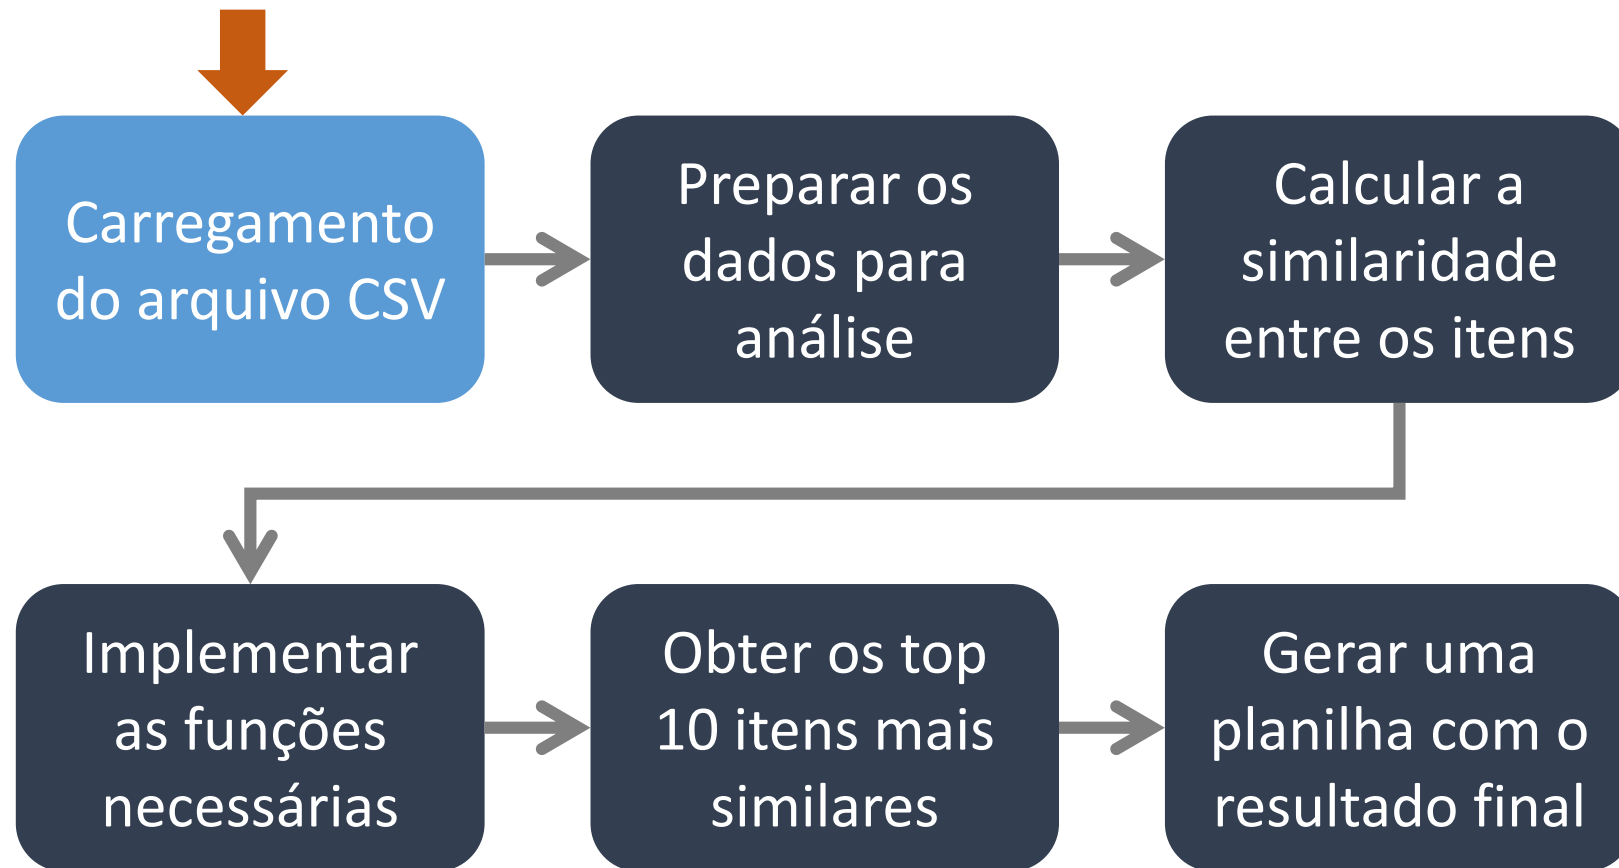 Carregamento
do arquivo CSV
Preparar os
dados para
análise
Calcular a
similaridade
entre os itens
Implementar
as funções
necessárias
Obter os top
10 itens mais
similares
Gerar uma
planilha com o
resultado final